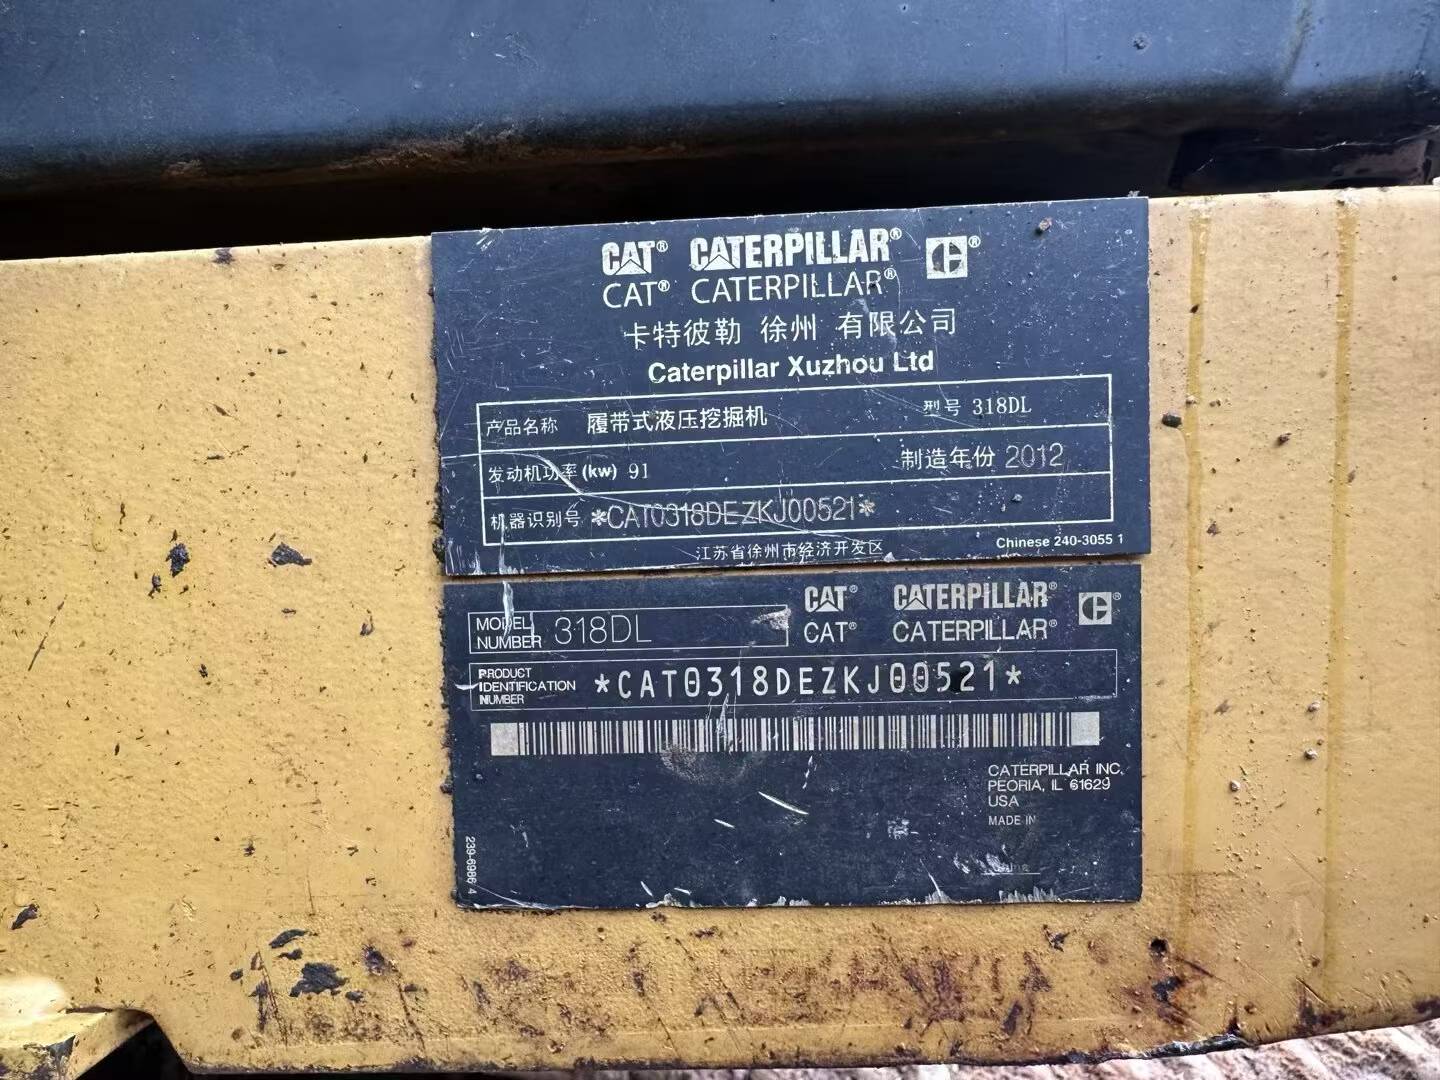 CAT® CATERPILLAR® ®
CAT® CATERPILLAR®
卡特彼勒 徐州 有限公司
Caterpillar Xuzhou Ltd
产品名称 履带式液压挖掘机 型号 318DL
发动机功率(kw) 91 制造年份 2012
机器识别号 *CAT0318DEZKJ00521*
江苏省徐州市经济开发区 Chinese 240-3055 1
MODEL NUMBER 318DL
CAT® CATERPILLAR® ®
CAT® CATERPILLAR®
PRODUCT IDENTIFICATION NUMBER *CAT0318DEZKJ00521*
CATERPILLAR INC.
PEORIA, IL 61629
USA
MADE IN
239-6986 4